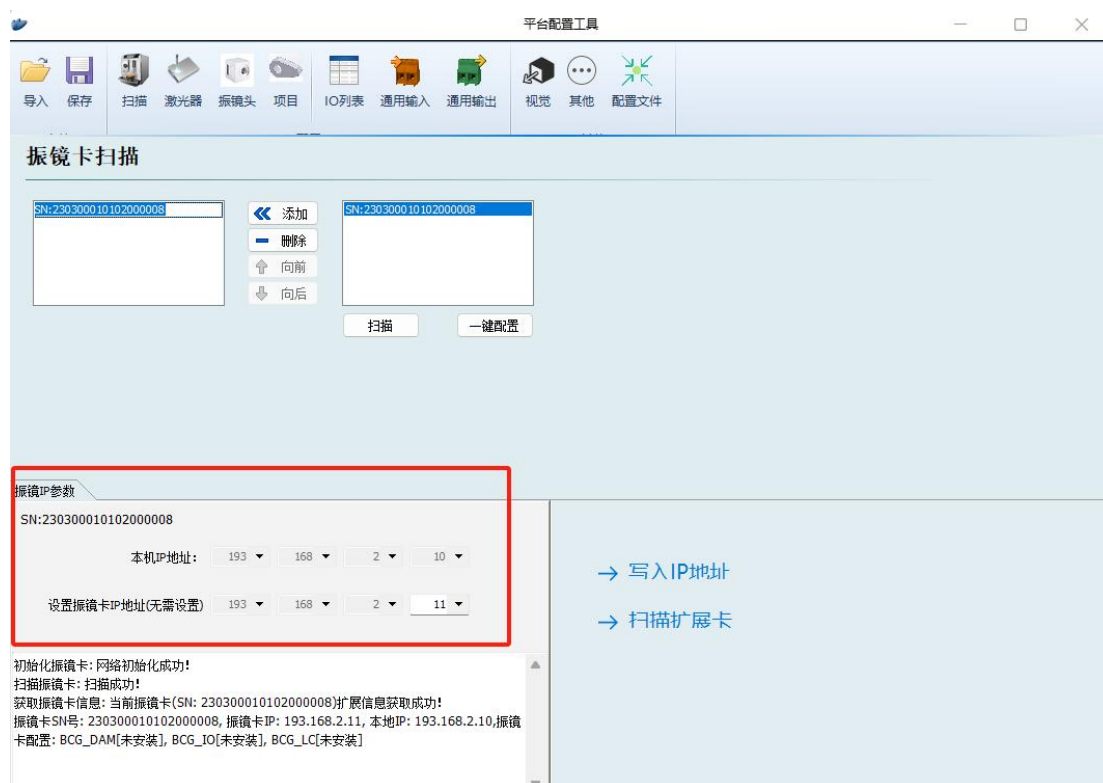 平台配置工具
导入 保存 扫描 激光器 振镜头 项目 IO列表 通用输入 通用输出 视觉 其他 配置文件
振镜卡扫描
SN:230300010102000008 添加 SN:230300010102000008
删除
向前
向后
扫描 一键配置
振镜IP参数
SN:230300010102000008
本机IP地址: 193 168 2 10
设置振镜卡IP地址(无需设置) 193 168 2 11
写入IP地址
扫描扩展卡
初始化振镜卡: 网络初始化成功!
扫描振镜卡: 扫描成功!
获取振镜卡信息: 当前振镜卡(SN: 230300010102000008)扩展信息获取成功!
振镜卡SN号: 230300010102000008, 振镜卡IP: 193.168.2.11, 本地IP: 193.168.2.10,振镜
卡配置: BCG_DAM[未安装], BCG_IO[未安装], BCG_LC[未安装]